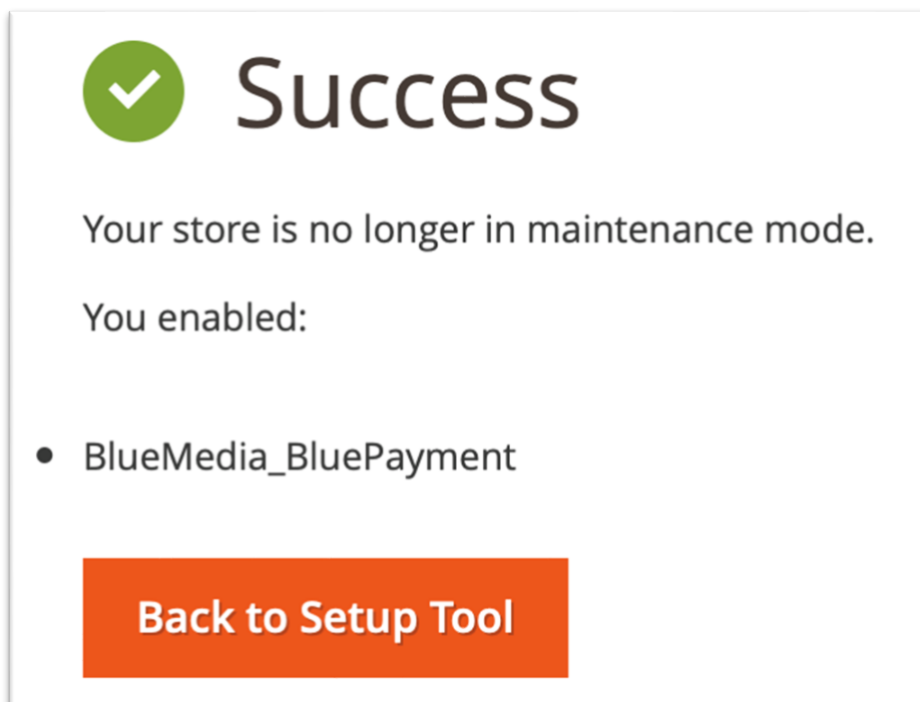 Success
Your store is no longer in maintenance mode.
You enabled:
BlueMedia_BluePayment
Back to Setup Tool